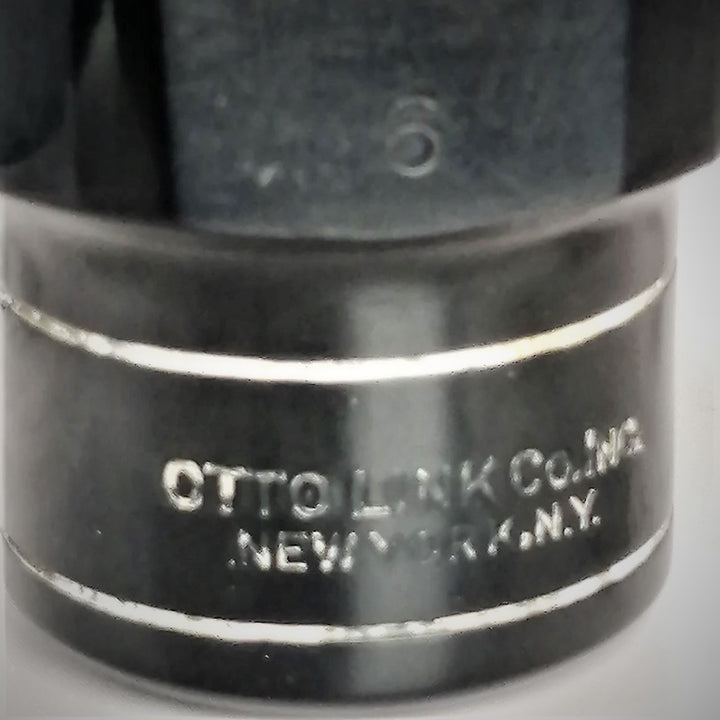 6
OTTO LINK Co. INC.
NEW YORK, N.Y.